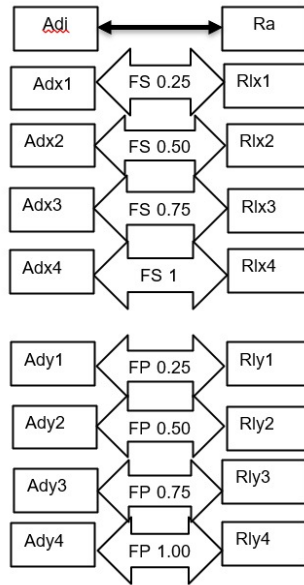 Adi Ra
Adx1 FS 0.25 Rlx1
Adx2 FS 0.50 Rlx2
Adx3 FS 0.75 Rlx3
Adx4 FS 1 Rlx4
Ady1 FP 0.25 Rly1
Ady2 FP 0.50 Rly2
Ady3 FP 0.75 Rly3
Ady4 FP 1.00 Rly4